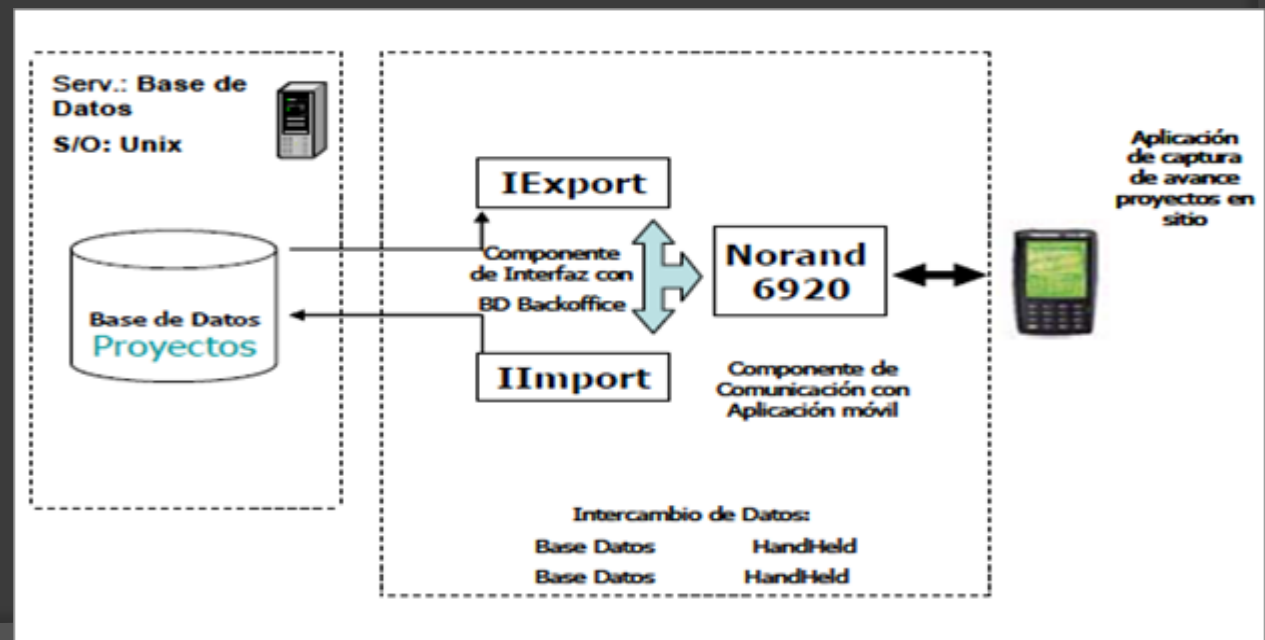 Serv.: Base de
Datos
S/O: Unix
Base de Datos
Proyectos
IExport
Componente
de Interfaz con
BD Backoffice
IImport
Norand
6920
Componente de
Comunicación con
Aplicación móvil
Intercambio de Datos:
Base Datos HandHeld
Base Datos HandHeld
Aplicación
de captura
de avance
proyectos en
sitio